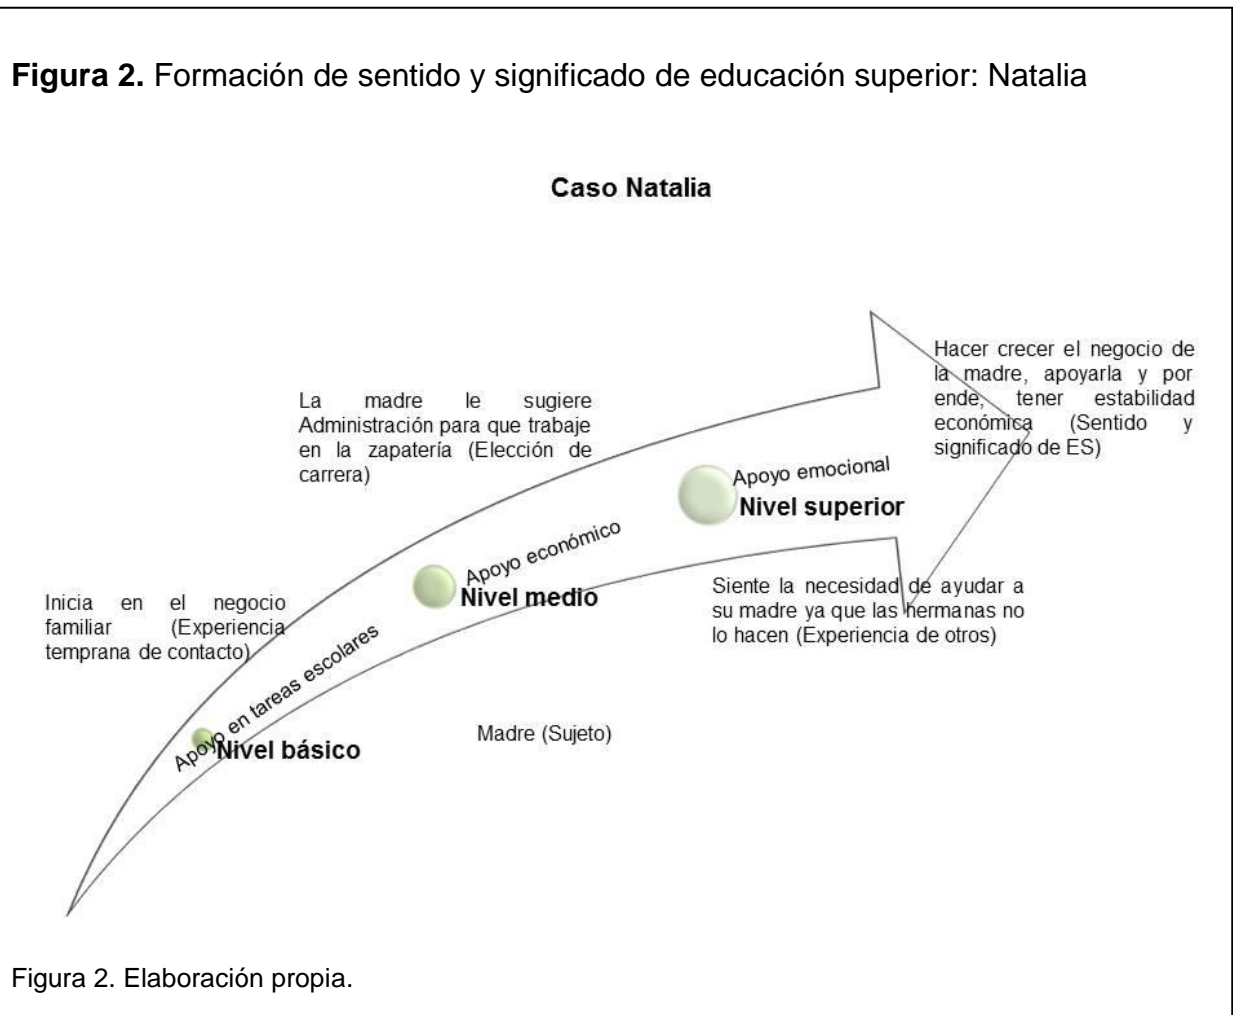 Figura 2. Formación de sentido y significado de educación superior: Natalia
Caso Natalia
Hacer crecer el negocio de
la madre, apoyarla y por
ende, tener estabilidad
económica (Sentido y
significado de ES)
La madre le sugiere
Administración para que trabaje
en la zapatería (Elección de
carrera)
Apoyo emocional
Nivel superior
Apoyo económico
Nivel medio
Siente la necesidad de ayudar a
su madre ya que las hermanas no
lo hacen (Experiencia de otros)
Inicia en el negocio
familiar (Experiencia
temprana de contacto)
Apoyo en tareas escolares
Nivel básico
Madre (Sujeto)
Figura 2. Elaboración propia.